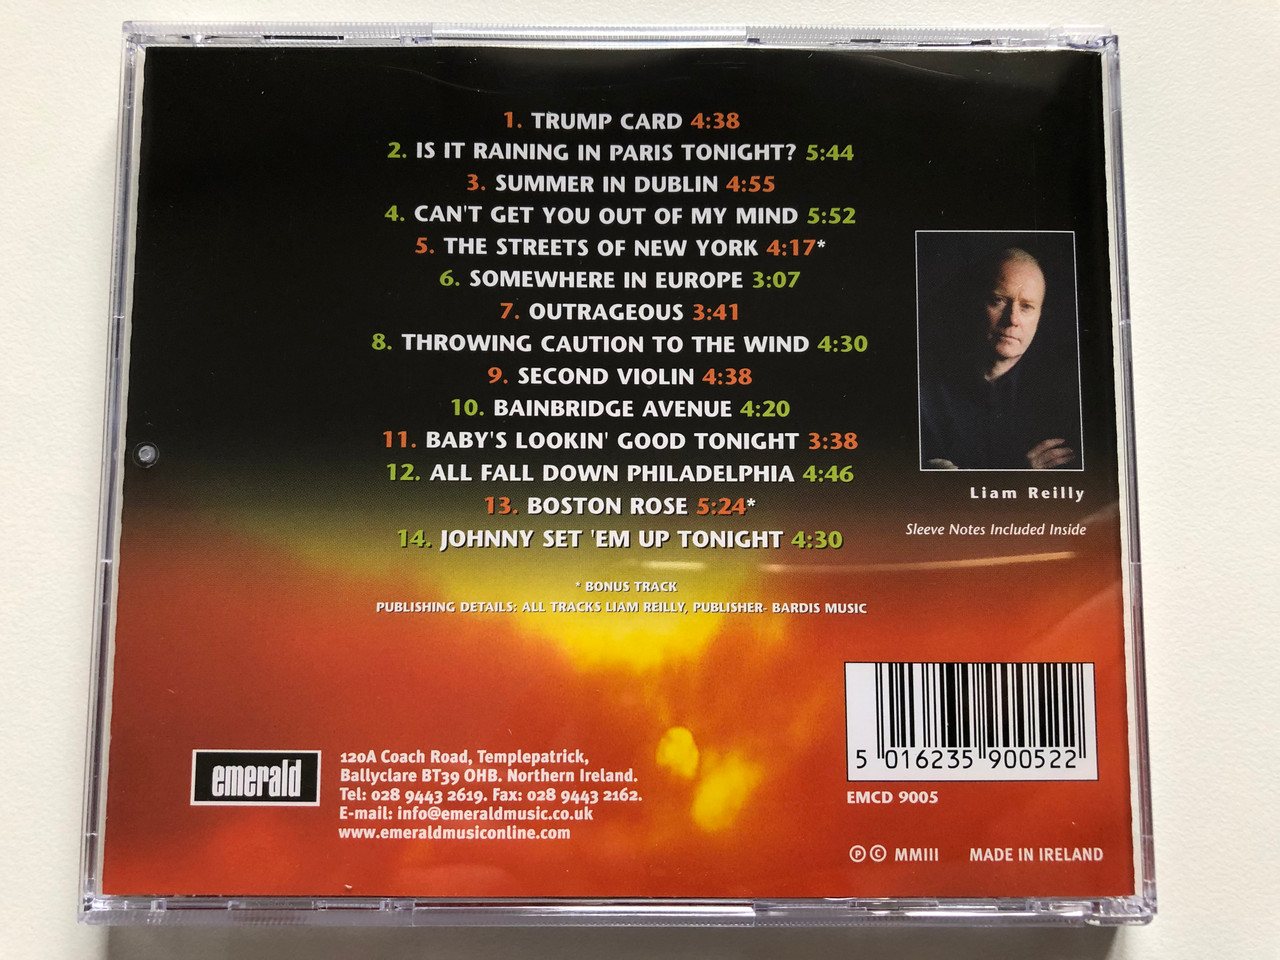 1. TRUMP CARD 4:38
2. IS IT RAINING IN PARIS TONIGHT? 5:44
3. SUMMER IN DUBLIN 4:55
4. CAN'T GET YOU OUT OF MY MIND 5:52
5. THE STREETS OF NEW YORK 4:17*
6. SOMEWHERE IN EUROPE 3:07
7. OUTRAGEOUS 3:41
8. THROWING CAUTION TO THE WIND 4:30
9. SECOND VIOLIN 4:38
10. BAINBRIDGE AVENUE 4:20
11. BABY'S LOOKIN' GOOD TONIGHT 3:38
12. ALL FALL DOWN PHILADELPHIA 4:46
13. BOSTON ROSE 5:24*
14. JOHNNY SET 'EM UP TONIGHT 4:30
* BONUS TRACK
PUBLISHING DETAILS: ALL TRACKS LIAM REILLY, PUBLISHER- BARDIS MUSIC
Liam Reilly
Sleeve Notes Included Inside
emerald
120A Coach Road, Templepatrick,
Ballyclare BT39 OHB. Northern Ireland.
Tel: 028 9443 2619. Fax: 028 9443 2162.
E-mail: info@emeraldmusic.co.uk
www.emeraldmusiconline.com
5 016235 900522
EMCD 9005
℗ © MMIII MADE IN IRELAND